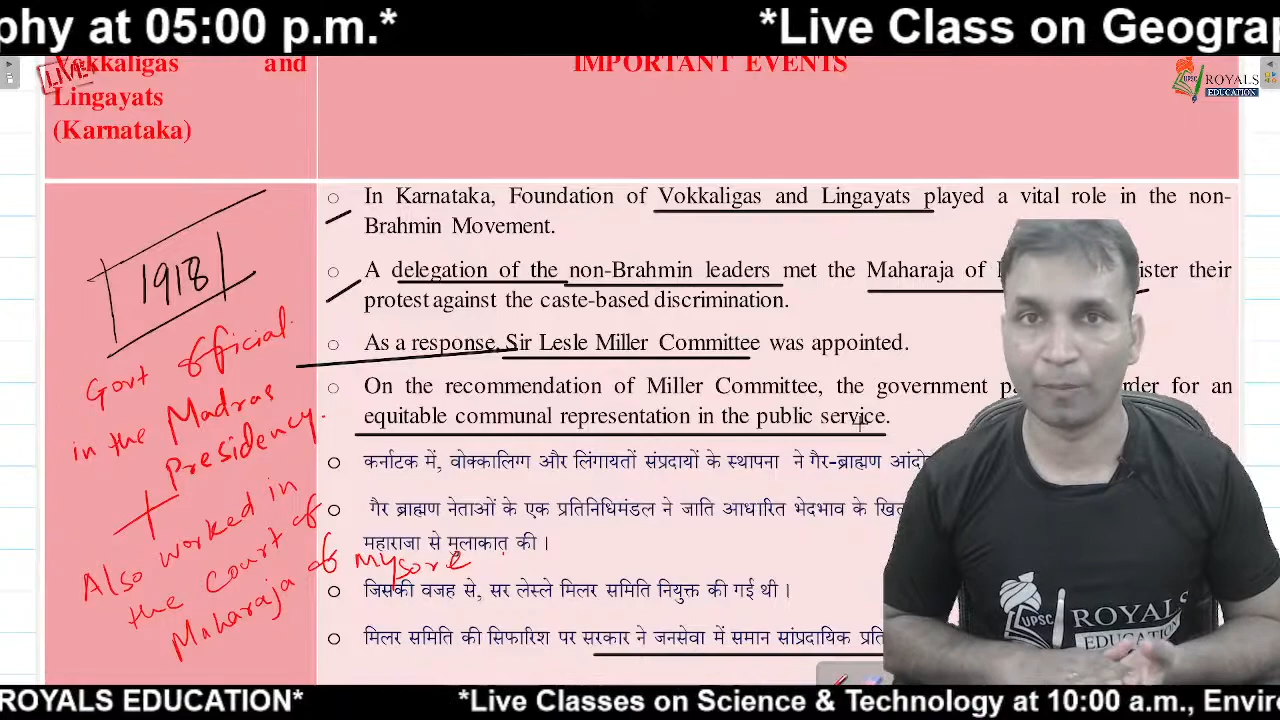 phy at 05:00 p.m.* *Live Class on Geograp
Vokkaligas and
Lingayats
(Karnataka)
LIVE
IMPORTANT EVENTS
UPSC ROYALS
EDUCATION
1918
Govt official
in the Madras
Presidency.
+
Also worked in
the court of
Maharaja of Mysore
○ In Karnataka, Foundation of Vokkaligas and Lingayats played a vital role in the non-
Brahmin Movement.
○ A delegation of the non-Brahmin leaders met the Maharaja of ister their
protest against the caste-based discrimination.
○ As a response, Sir Lesle Miller Committee was appointed.
○ On the recommendation of Miller Committee, the government rder for an
equitable communal representation in the public service.
○ कर्नाटक में, वोक्कालिग्ग और लिंगायतों संप्रदायों के स्थापना ने गैर-ब्राह्मण
○ गैर ब्राह्मण नेताओं के एक प्रतिनिधिमंडल ने जाति आधारित भेदभाव के
महाराजा से मुलाकात की।
○ जिसकी वजह से, सर लेस्ले मिलर समिति नियुक्त की गई थी।
○ मिलर समिति की सिफारिश पर सरकार ने जनसेवा में समान सांप्रदायिक
UPSC ROYALS
EDUCATION
ROYALS EDUCATION* *Live Classes on Science & Technology at 10:00 a.m., Envir